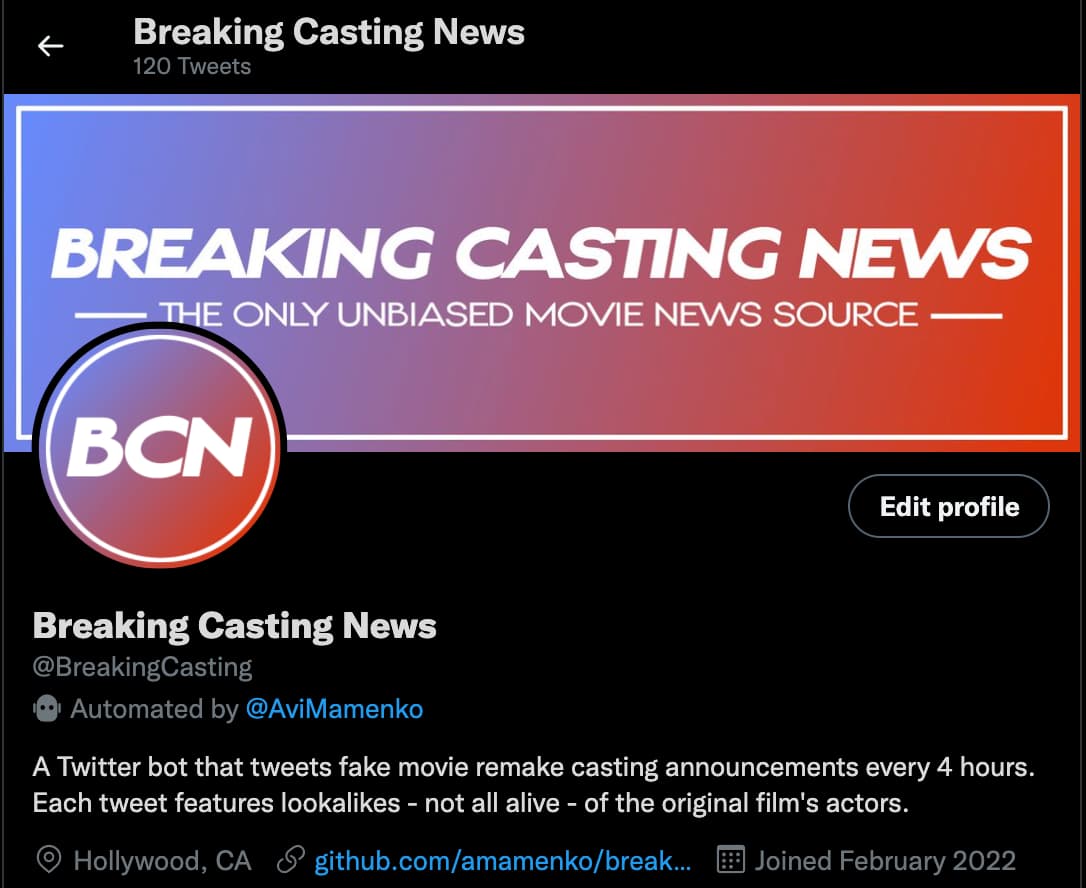 Breaking Casting News
120 Tweets
BREAKING CASTING NEWS
THE ONLY UNBIASED MOVIE NEWS SOURCE
BCN
Edit profile
Breaking Casting News
@BreakingCasting
Automated by @AviMamenko
A Twitter bot that tweets fake movie remake casting announcements every 4 hours.
Each tweet features lookalikes - not all alive - of the original film's actors.
Hollywood, CA github.com/amamenko/break... Joined February 2022